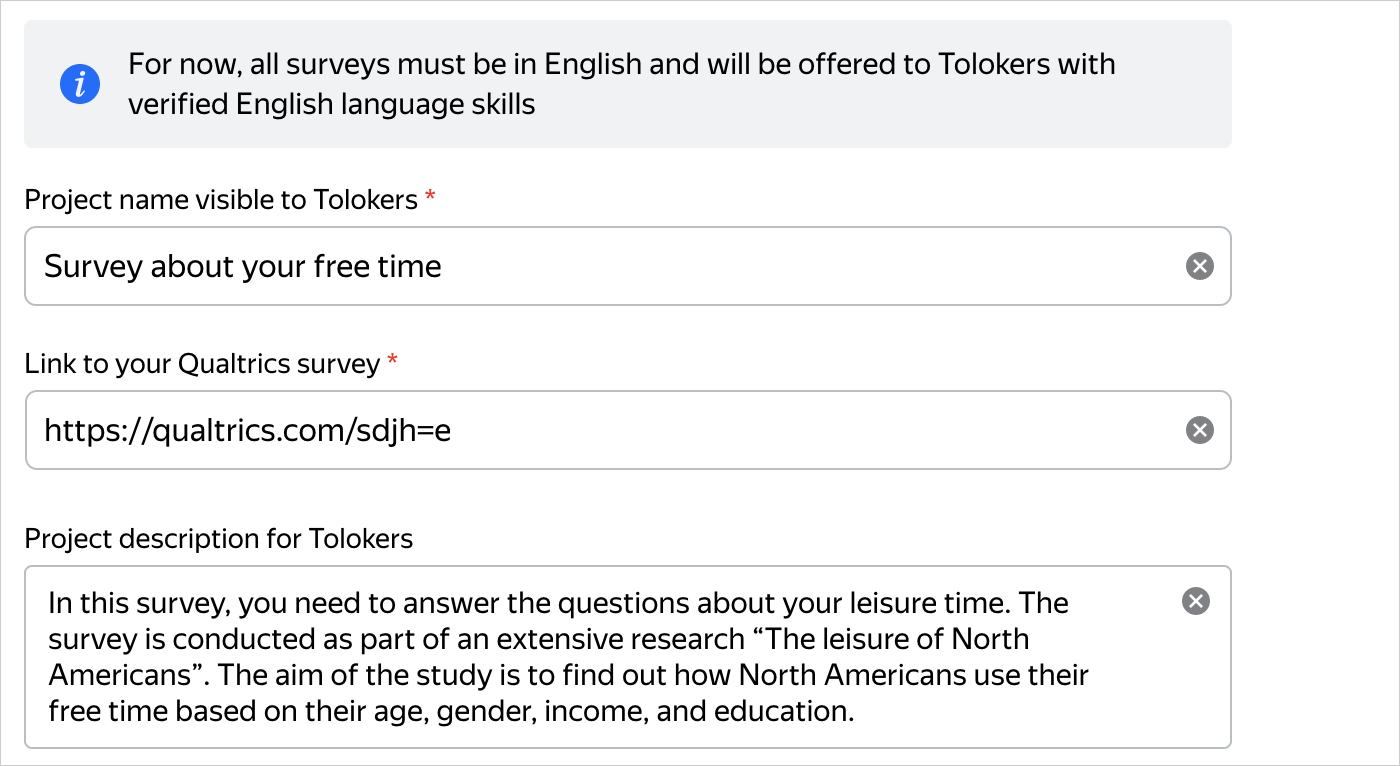 For now, all surveys must be in English and will be offered to Tolokers with
verified English language skills
Project name visible to Tolokers *
Survey about your free time
Link to your Qualtrics survey *
https://qualtrics.com/sdjh=e
Project description for Tolokers
In this survey, you need to answer the questions about your leisure time. The
survey is conducted as part of an extensive research “The leisure of North
Americans”. The aim of the study is to find out how North Americans use their
free time based on their age, gender, income, and education.